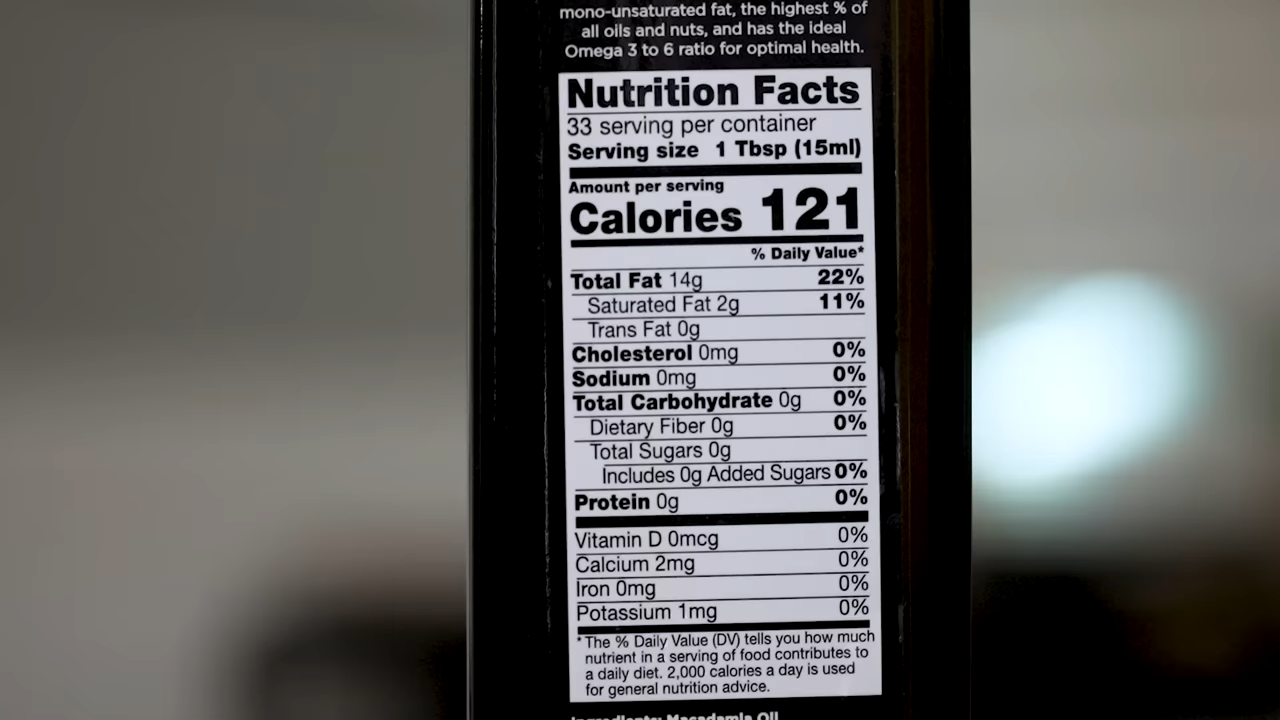 mono-unsaturated fat, the highest % of
all oils and nuts, and has the ideal
Omega 3 to 6 ratio for optimal health.
Nutrition Facts
33 serving per container
Serving size 1 Tbsp (15ml)
Amount per serving
Calories 121
% Daily Value*
Total Fat 14g 22%
Saturated Fat 2g 11%
Trans Fat 0g
Cholesterol 0mg 0%
Sodium 0mg 0%
Total Carbohydrate 0g 0%
Dietary Fiber 0g 0%
Total Sugars 0g
Includes 0g Added Sugars 0%
Protein 0g 0%
Vitamin D 0mcg 0%
Calcium 2mg 0%
Iron 0mg 0%
Potassium 1mg 0%
* The % Daily Value (DV) tells you how much
nutrient in a serving of food contributes to
a daily diet. 2,000 calories a day is used
for general nutrition advice.
Ingredients: Macadamia Oil